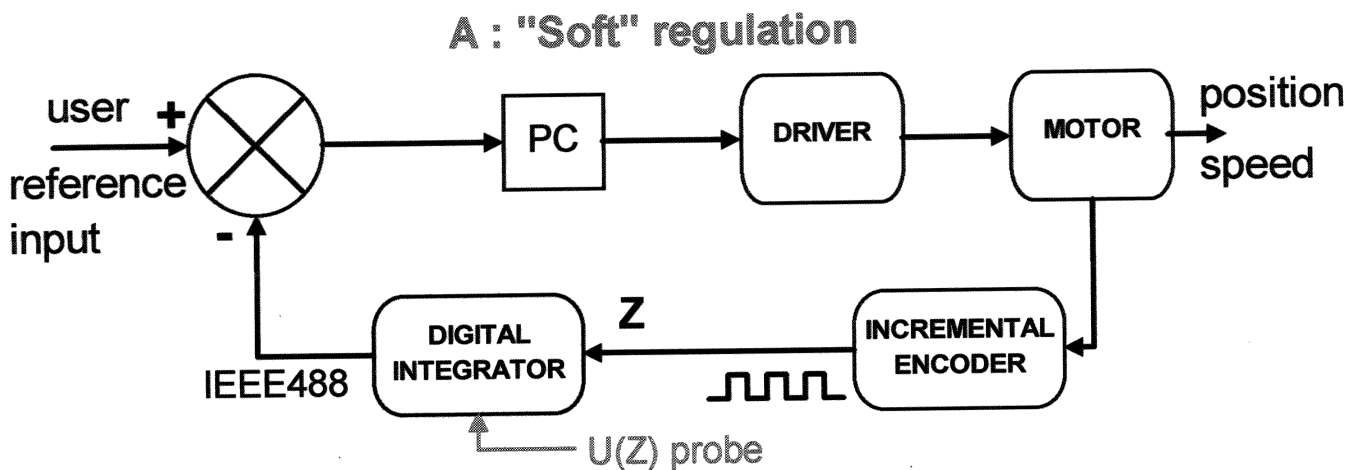 A : "Soft" regulation
user
+
reference
input
-
PC
DRIVER
MOTOR
position
speed
DIGITAL
INTEGRATOR
Z
INCREMENTAL
ENCODER
IEEE488
U(Z) probe